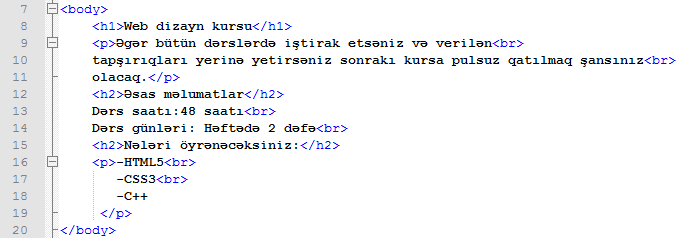 7 <body>
8 <h1>Web dizayn kursu</h1>
9 <p>Əgər bütün dərslərdə iştirak etsəniz və verilən<br>
10 tapşırıqları yerinə yetirsəniz sonrakı kursa pulsuz qatılmaq şansınız<br>
11 olacaq.</p>
12 <h2>Əsas məlumatlar</h2>
13 Dərs saatı:48 saatı<br>
14 Dərs günləri: Həftədə 2 dəfə<br>
15 <h2>Nələri öyrənəcəksiniz:</h2>
16 <p>-HTML5<br>
17 -CSS3<br>
18 -C++
19 </p>
20 </body>